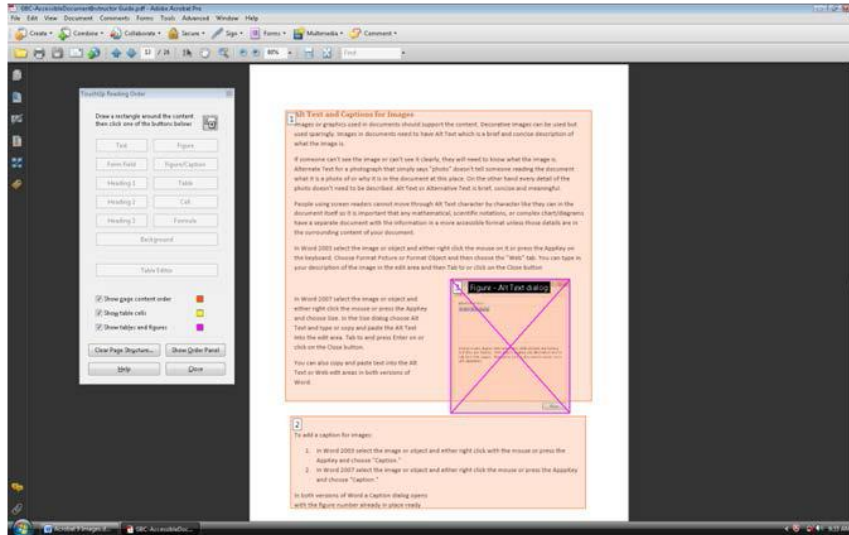 GBC-AccessibleDocumentInstructor Guide.pdf - Adobe Acrobat Pro
File Edit View Document Comments Forms Tools Advanced Window Help
Create Combine Collaborate Secure Sign Forms Multimedia Comment
80% Find
TouchUp Reading Order
Draw a rectangle around the content
then click one of the buttons below:
Text Figure
Form Field Figure/Caption
Heading 1 Table
Heading 2 Cell
Heading 3 Formula
Background
Table Editor
Show page content order
Show table cells
Show tables and figures
Clear Page Structure... Show Order Panel
Help Close
1
Alt Text and Captions for Images
Images or graphics used in documents should support the content. Decorative images can be used but
used sparingly. Images in documents need to have Alt Text which is a brief and concise description of
what the image is.
If someone can't see the image or can't see it clearly, they will need to know what the image is.
Alternate Text for a photograph that simply says "photo" doesn't tell someone reading the document
what it is a photo of or why it is in the document at this place. On the other hand every detail of the
photo doesn't need to be described. Alt Text or Alternative Text is brief, concise and meaningful.
People using screen readers cannot move through Alt Text character by character like they can in the
document itself so it is important that any mathematical, scientific notations, or complex chart/diagrams
have a separate document with the information in a more accessible format unless those details are in
the surrounding content of your document.
In Word 2003 select the image or object and either right click the mouse on it or press the AppKey on
the keyboard. Choose Format Picture or Format Object and then choose the "Web" tab. You can type in
your description of the image in the edit area and then Tab to or click on the Close button
In Word 2007 select the image or object and
either right click the mouse or press the AppKey
and choose Size. In the Size dialog choose Alt
Text and type or copy and paste the Alt Text
into the edit area. Tab to and press Enter on or
click on the Close button.
You can also copy and paste text into the Alt
Text or Web edit areas in both versions of
Word.
3
Figure - Alt Text dialog
2
To add a caption for images:
1. In Word 2003 select the image or object and either right click with the mouse or press the
AppKey and choose "Caption."
2. In Word 2007 select the image or object and either right click the mouse or press the AppKey
and choose "Caption."
In both versions of Word a Caption dialog opens
with the figure number already in place ready
Acrobat 9 Images.d... GBC-AccessibleDoc...